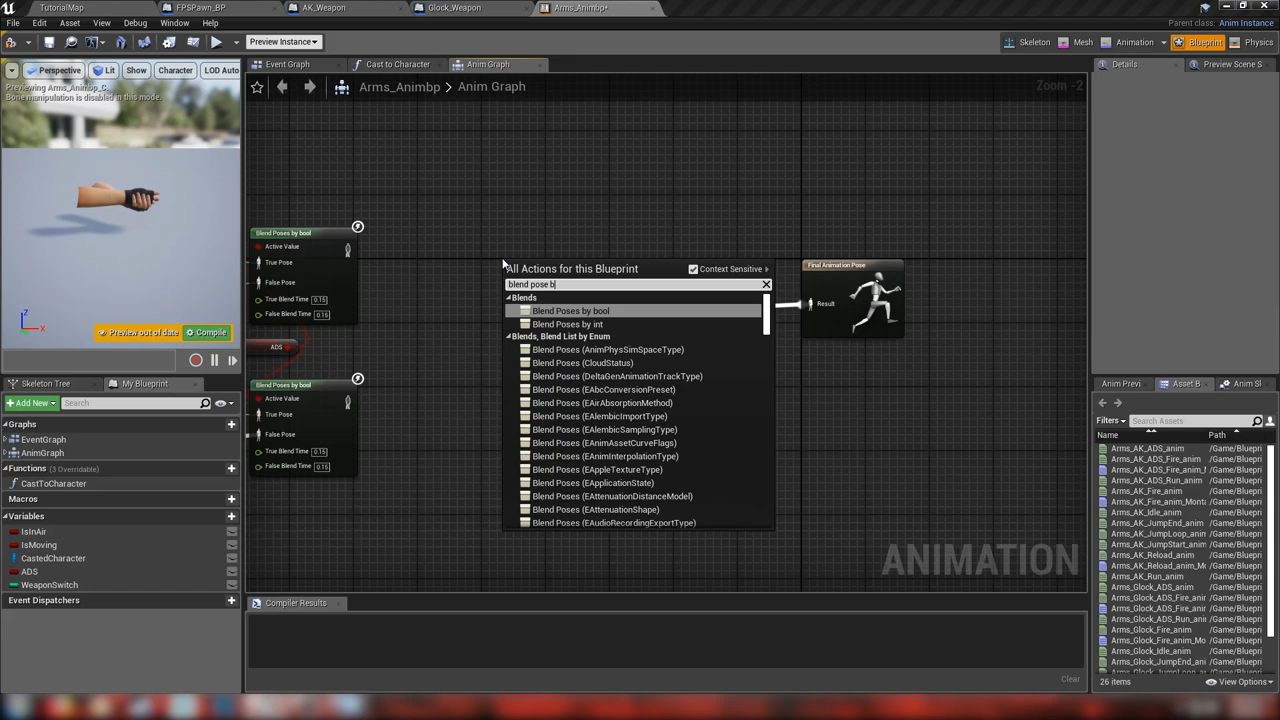 TutorialMap
FPSPawn_BP
AK_Weapon
Glock_Weapon
Arms_Animbp*
File
Edit
Asset
View
Debug
Window
Help
Parent class: Anim Instance
Preview Instance
Skeleton
Mesh
Animation
Blueprint
Physics
Perspective
Lit
Show
Character
LOD Auto
Previewing Arms_Animbp_C.
Bone manipulation is disabled in this mode.
Preview out of date
Compile
Event Graph
Cast to Character
Anim Graph
Arms_Animbp > Anim Graph
Zoom -2
Details
Preview Scene S
Blend Poses by bool
Active Value
True Pose
False Pose
True Blend Time 0.15
False Blend Time 0.15
ADS
Blend Poses by bool
Active Value
True Pose
False Pose
True Blend Time 0.15
False Blend Time 0.15
All Actions for this Blueprint
Context Sensitive
blend pose b
Blends
Blend Poses by bool
Blend Poses by int
Blends, Blend List by Enum
Blend Poses (AnimPhysSimSpaceType)
Blend Poses (CloudStatus)
Blend Poses (DeltaGenAnimationTrackType)
Blend Poses (EAbcConversionPreset)
Blend Poses (EAirAbsorptionMethod)
Blend Poses (EAlembicImportType)
Blend Poses (EAlembicSamplingType)
Blend Poses (EAnimAssetCurveFlags)
Blend Poses (EAnimInterpolationType)
Blend Poses (EAppleTextureType)
Blend Poses (EApplicationState)
Blend Poses (EAttenuationDistanceModel)
Blend Poses (EAttenuationShape)
Blend Poses (EAudioRecordingExportType)
Final Animation Pose
Result
ANIMATION
Skeleton Tree
My Blueprint
Add New
Search
Graphs
EventGraph
AnimGraph
Functions (3 Overridable)
CastToCharacter
Macros
Variables
IsInAir
IsMoving
CastedCharacter
ADS
WeaponSwitch
Event Dispatchers
Compiler Results
Clear
Anim Previ
Asset B
Anim Sl
Filters
Search Assets
Name
Path
Arms_AK_ADS_anim /Game/Bluepri
Arms_AK_ADS_Fire_anim /Game/Bluepri
Arms_AK_ADS_Fire_anim_M /Game/Bluepri
Arms_AK_ADS_Run_anim /Game/Bluepri
Arms_AK_Fire_anim /Game/Bluepri
Arms_AK_Fire_anim_Monta /Game/Bluepri
Arms_AK_Idle_anim /Game/Bluepri
Arms_AK_JumpEnd_anim /Game/Bluepri
Arms_AK_JumpLoop_anim /Game/Bluepri
Arms_AK_JumpStart_anim /Game/Bluepri
Arms_AK_Reload_anim /Game/Bluepri
Arms_AK_Reload_anim_Mo /Game/Bluepri
Arms_AK_Run_anim /Game/Bluepri
Arms_Glock_ADS_anim /Game/Bluepri
Arms_Glock_ADS_Fire_ani /Game/Bluepri
Arms_Glock_ADS_Fire_ani /Game/Bluepri
Arms_Glock_ADS_Run_ani /Game/Bluepri
Arms_Glock_Fire_anim /Game/Bluepri
Arms_Glock_Fire_anim_Mo /Game/Bluepri
Arms_Glock_Idle_anim /Game/Bluepri
Arms_Glock_JumpEnd_ani /Game/Bluepri
26 items
View Options